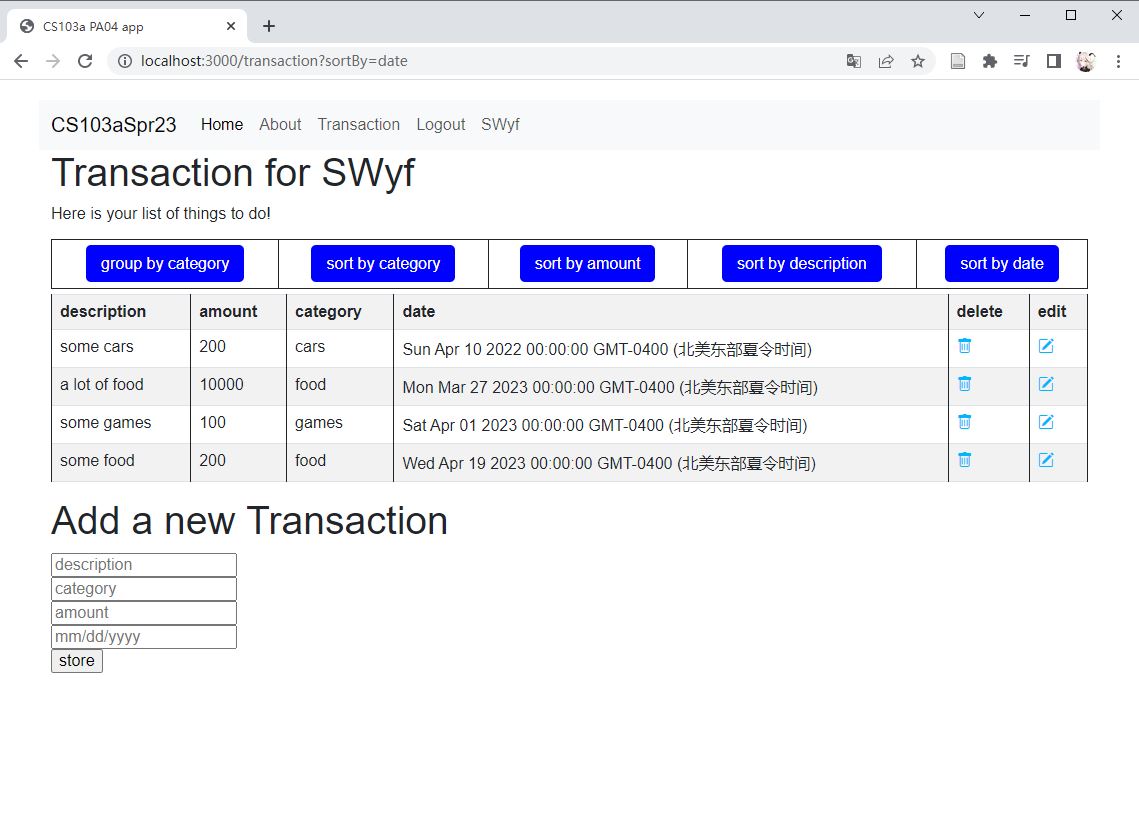 CS103a PA04 app
localhost:3000/transaction?sortBy=date
CS103aSpr23 Home About Transaction Logout SWyf
Transaction for SWyf
Here is your list of things to do!
group by category sort by category sort by amount sort by description sort by date
description amount category date delete edit
some cars 200 cars Sun Apr 10 2022 00:00:00 GMT-0400 (北美东部夏令时间)
a lot of food 10000 food Mon Mar 27 2023 00:00:00 GMT-0400 (北美东部夏令时间)
some games 100 games Sat Apr 01 2023 00:00:00 GMT-0400 (北美东部夏令时间)
some food 200 food Wed Apr 19 2023 00:00:00 GMT-0400 (北美东部夏令时间)
Add a new Transaction
description
category
amount
mm/dd/yyyy
store